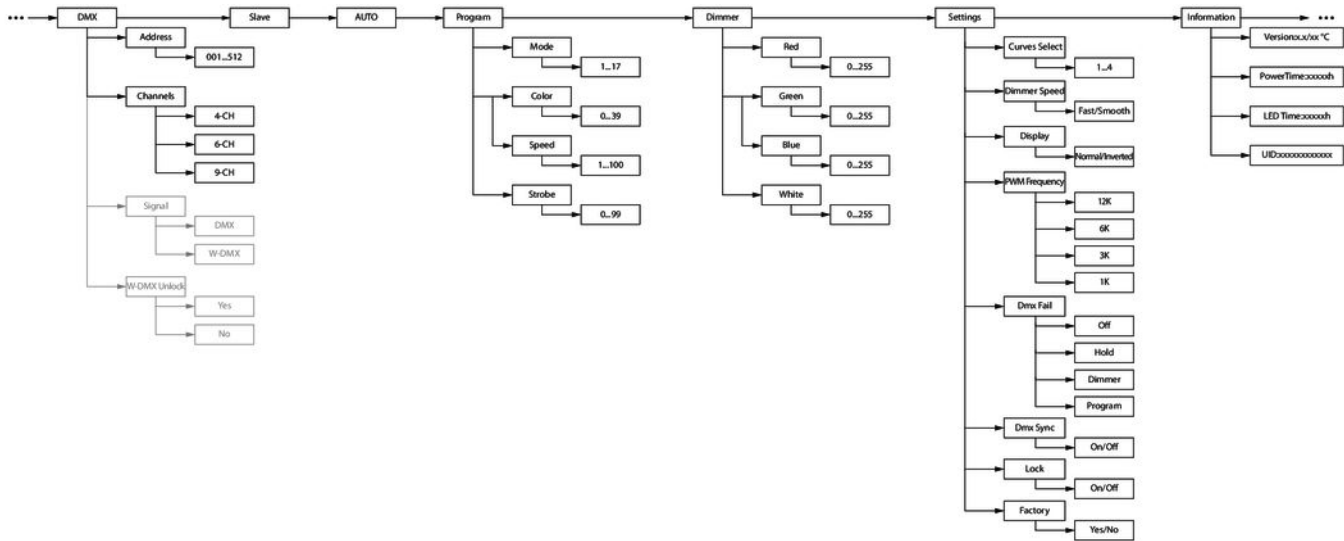 DMX
Slave
AUTO
Program
Dimmer
Settings
Information
Address
001...512
Channels
4-CH
6-CH
9-CH
Signal
DMX
W-DMX
W-DMX Unlock
Yes
No
Mode
1...17
Color
0...39
Speed
1...100
Strobe
0...99
Red
0...255
Green
0...255
Blue
0...255
White
0...255
Curves Select
1...4
Dimmer Speed
Fast/Smooth
Display
Normal/Inverted
PWM Frequency
12K
6K
3K
1K
Dmx Fail
Off
Hold
Dimmer
Program
Dmx Sync
On/Off
Lock
On/Off
Factory
Yes/No
Version:x.x/xx °C
PowerTime:xxxxxh
LED Time:xxxxxh
UID:xxxxxxxxxxxx